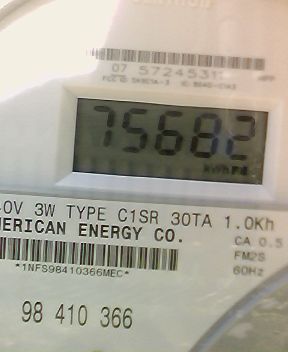 07 5724531
75682
kWh
0V 3W TYPE C1SR 30TA 1.0Kh
MERICAN ENERGY CO.
CA 0.5
*1NFS98410366MEC*
FM2S
60Hz
98 410 366